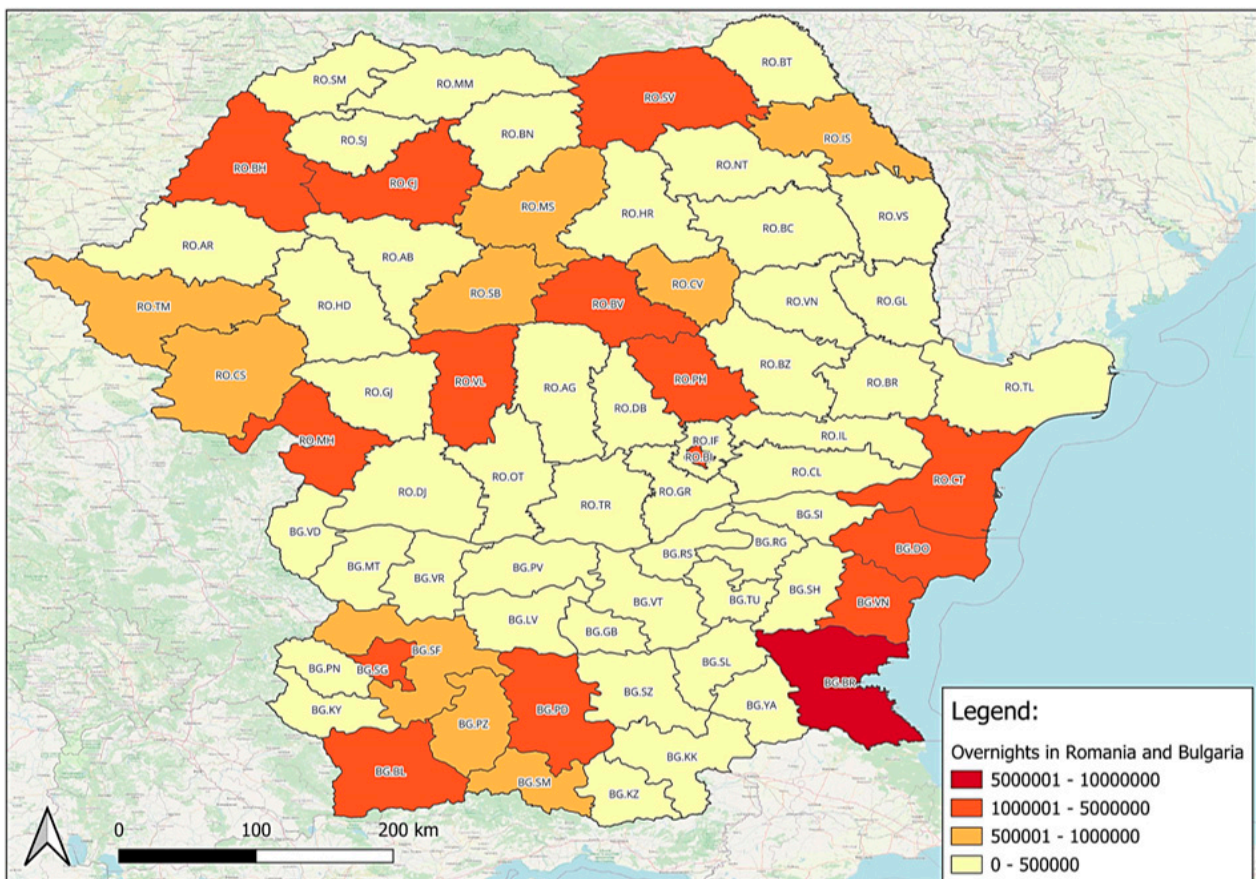 RO.BT
RO.SM
RO.MM
RO.SV
RO.SJ
RO.BN
RO.IS
RO.BH
RO.CJ
RO.NT
RO.MS
RO.HR
RO.VS
RO.BC
RO.AR
RO.AB
RO.SB
RO.CV
RO.TM
RO.HD
RO.BV
RO.VN
RO.GL
RO.CS
RO.GJ
RO.VL
RO.AG
RO.PH
RO.BZ
RO.BR
RO.TL
RO.DB
RO.MH
RO.IF
RO.IL
RO.BI
RO.OT
RO.CL
RO.CT
RO.DJ
RO.TR
RO.GR
BG.SI
BG.VD
BG.RG
BG.DO
BG.RS
BG.MT
BG.VR
BG.PV
BG.SH
BG.VT
BG.TU
BG.VN
BG.LV
BG.GB
BG.SF
BG.PN
BG.SG
BG.SL
BG.BR
BG.SZ
BG.YA
BG.KY
BG.PD
BG.PZ
BG.KK
BG.BL
BG.SM
BG.KZ
Legend:
Overnights in Romania and Bulgaria
5000001 - 10000000
1000001 - 5000000
500001 - 1000000
0 - 500000
0 100 200 km